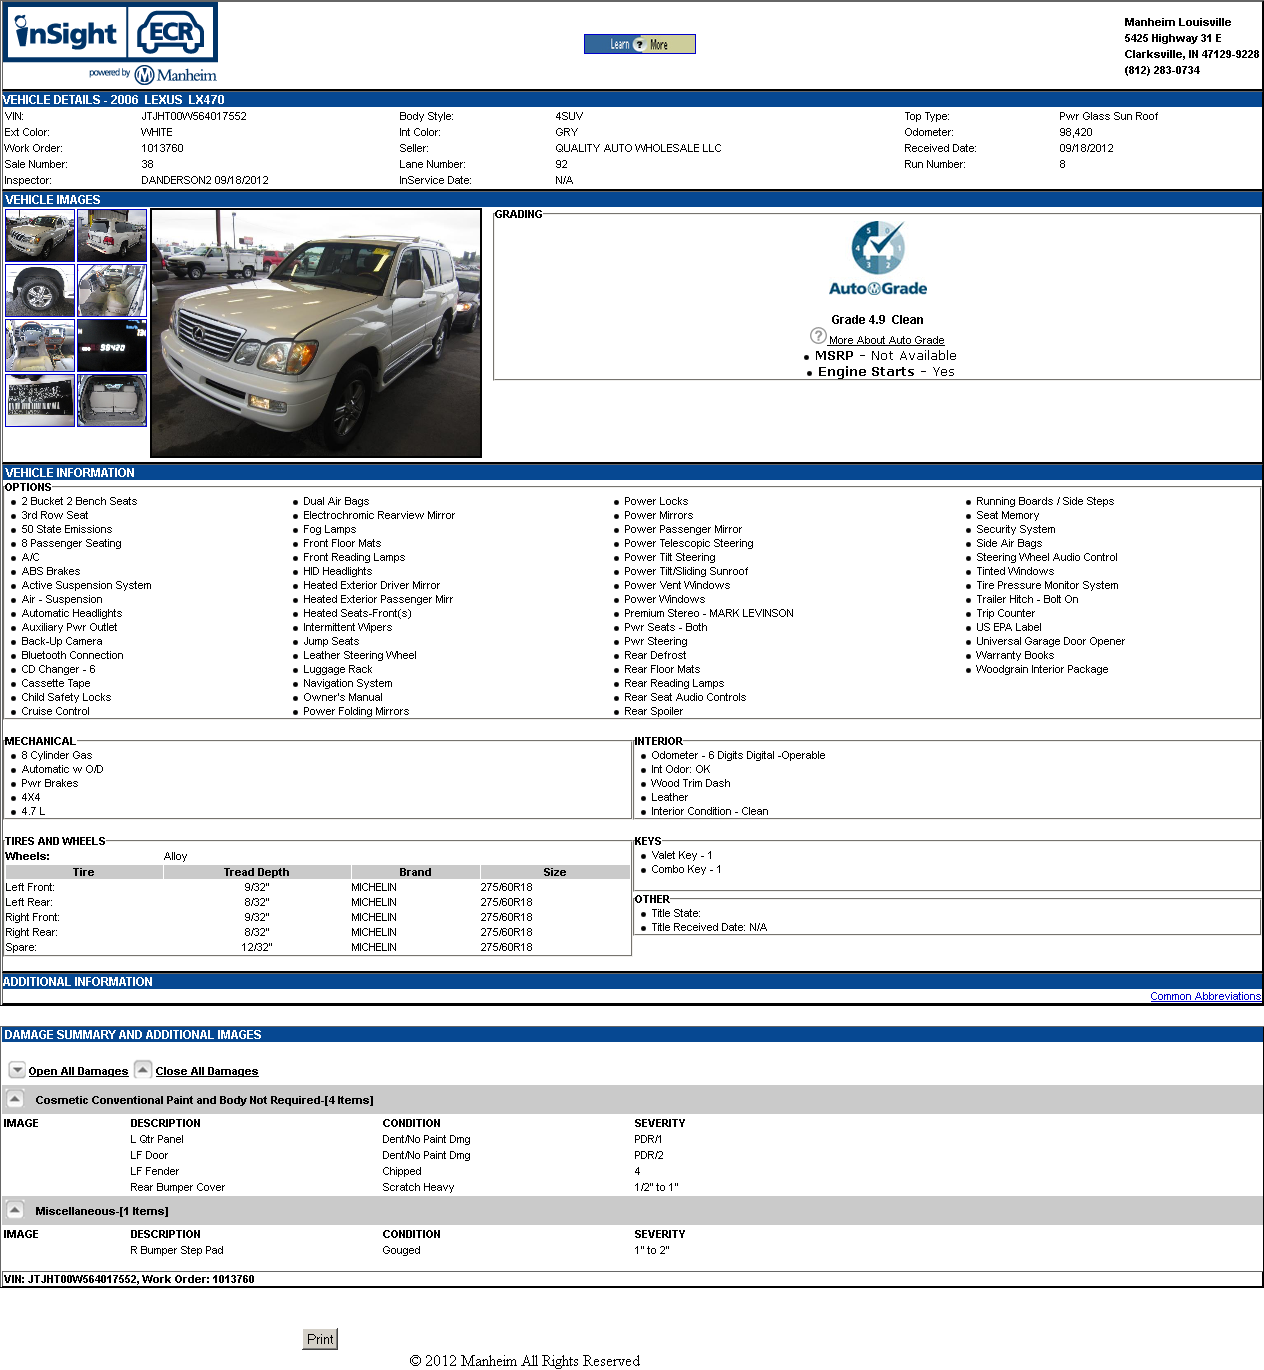 inSight ECR
powered by Manheim
Learn ? More
Manheim Louisville
5425 Highway 31 E
Clarksville, IN 47129-9228
(812) 283-0734
VEHICLE DETAILS - 2006 LEXUS LX470
VIN: JTJHT00W564017552 Body Style: 4SUV Top Type: Pwr Glass Sun Roof
Ext Color: WHITE Int Color: GRY Odometer: 98,420
Work Order: 1013760 Seller: QUALITY AUTO WHOLESALE LLC Received Date: 09/18/2012
Sale Number: 38 Lane Number: 92 Run Number: 8
Inspector: DANDERSON2 09/18/2012 InService Date: N/A
VEHICLE IMAGES
98420
GRADING
5 0 1 4 3 2
AutoGrade
Grade 4.9 Clean
? More About Auto Grade
• MSRP - Not Available
• Engine Starts - Yes
VEHICLE INFORMATION
OPTIONS
• 2 Bucket 2 Bench Seats
• 3rd Row Seat
• 50 State Emissions
• 8 Passenger Seating
• A/C
• ABS Brakes
• Active Suspension System
• Air - Suspension
• Automatic Headlights
• Auxiliary Pwr Outlet
• Back-Up Camera
• Bluetooth Connection
• CD Changer - 6
• Cassette Tape
• Child Safety Locks
• Cruise Control
• Dual Air Bags
• Electrochromic Rearview Mirror
• Fog Lamps
• Front Floor Mats
• Front Reading Lamps
• HID Headlights
• Heated Exterior Driver Mirror
• Heated Exterior Passenger Mirr
• Heated Seats-Front(s)
• Intermittent Wipers
• Jump Seats
• Leather Steering Wheel
• Luggage Rack
• Navigation System
• Owner's Manual
• Power Folding Mirrors
• Power Locks
• Power Mirrors
• Power Passenger Mirror
• Power Telescopic Steering
• Power Tilt Steering
• Power Tilt/Sliding Sunroof
• Power Vent Windows
• Power Windows
• Premium Stereo - MARK LEVINSON
• Pwr Seats - Both
• Pwr Steering
• Rear Defrost
• Rear Floor Mats
• Rear Reading Lamps
• Rear Seat Audio Controls
• Rear Spoiler
• Running Boards / Side Steps
• Seat Memory
• Security System
• Side Air Bags
• Steering Wheel Audio Control
• Tinted Windows
• Tire Pressure Monitor System
• Trailer Hitch - Bolt On
• Trip Counter
• US EPA Label
• Universal Garage Door Opener
• Warranty Books
• Woodgrain Interior Package
MECHANICAL
• 8 Cylinder Gas
• Automatic w O/D
• Pwr Brakes
• 4X4
• 4.7 L
INTERIOR
• Odometer - 6 Digits Digital -Operable
• Int Odor: OK
• Wood Trim Dash
• Leather
• Interior Condition - Clean
TIRES AND WHEELS
Wheels: Alloy
Tire Tread Depth Brand Size
Left Front: 9/32" MICHELIN 275/60R18
Left Rear: 8/32" MICHELIN 275/60R18
Right Front: 9/32" MICHELIN 275/60R18
Right Rear: 8/32" MICHELIN 275/60R18
Spare: 12/32" MICHELIN 275/60R18
KEYS
• Valet Key - 1
• Combo Key - 1
OTHER
• Title State:
• Title Received Date: N/A
ADDITIONAL INFORMATION
Common Abbreviations
DAMAGE SUMMARY AND ADDITIONAL IMAGES
Open All Damages Close All Damages
Cosmetic Conventional Paint and Body Not Required-[4 Items]
IMAGE DESCRIPTION CONDITION SEVERITY
L Qtr Panel Dent/No Paint Dmg PDR/1
LF Door Dent/No Paint Dmg PDR/2
LF Fender Chipped 4
Rear Bumper Cover Scratch Heavy 1/2" to 1"
Miscellaneous-[1 Items]
IMAGE DESCRIPTION CONDITION SEVERITY
R Bumper Step Pad Gouged 1" to 2"
VIN: JTJHT00W564017552, Work Order: 1013760
Print
© 2012 Manheim All Rights Reserved